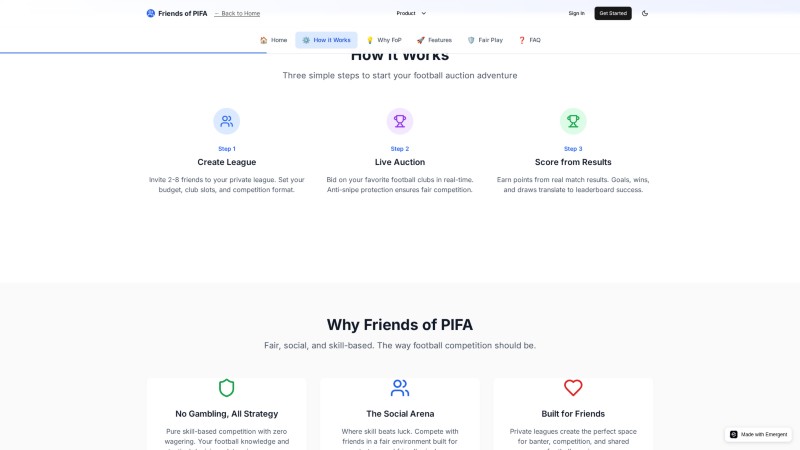 Friends of PIFA
← Back to Home
Product
Sign In
Get Started
Home
How it Works
Why FoP
Features
Fair Play
FAQ
How It Works
Three simple steps to start your football auction adventure
Step 1
Create League
Invite 2-8 friends to your private league. Set your
budget, club slots, and competition format.
Step 2
Live Auction
Bid on your favorite football clubs in real-time.
Anti-snipe protection ensures fair competition.
Step 3
Score from Results
Earn points from real match results. Goals, wins,
and draws translate to leaderboard success.
Why Friends of PIFA
Fair, social, and skill-based. The way football competition should be.
No Gambling, All Strategy
Pure skill-based competition with zero
wagering. Your football knowledge and
The Social Arena
Where skill beats luck. Compete with
friends in a fair environment built for
Built for Friends
Private leagues create the perfect space
for banter, competition, and shared
Made with Emergent